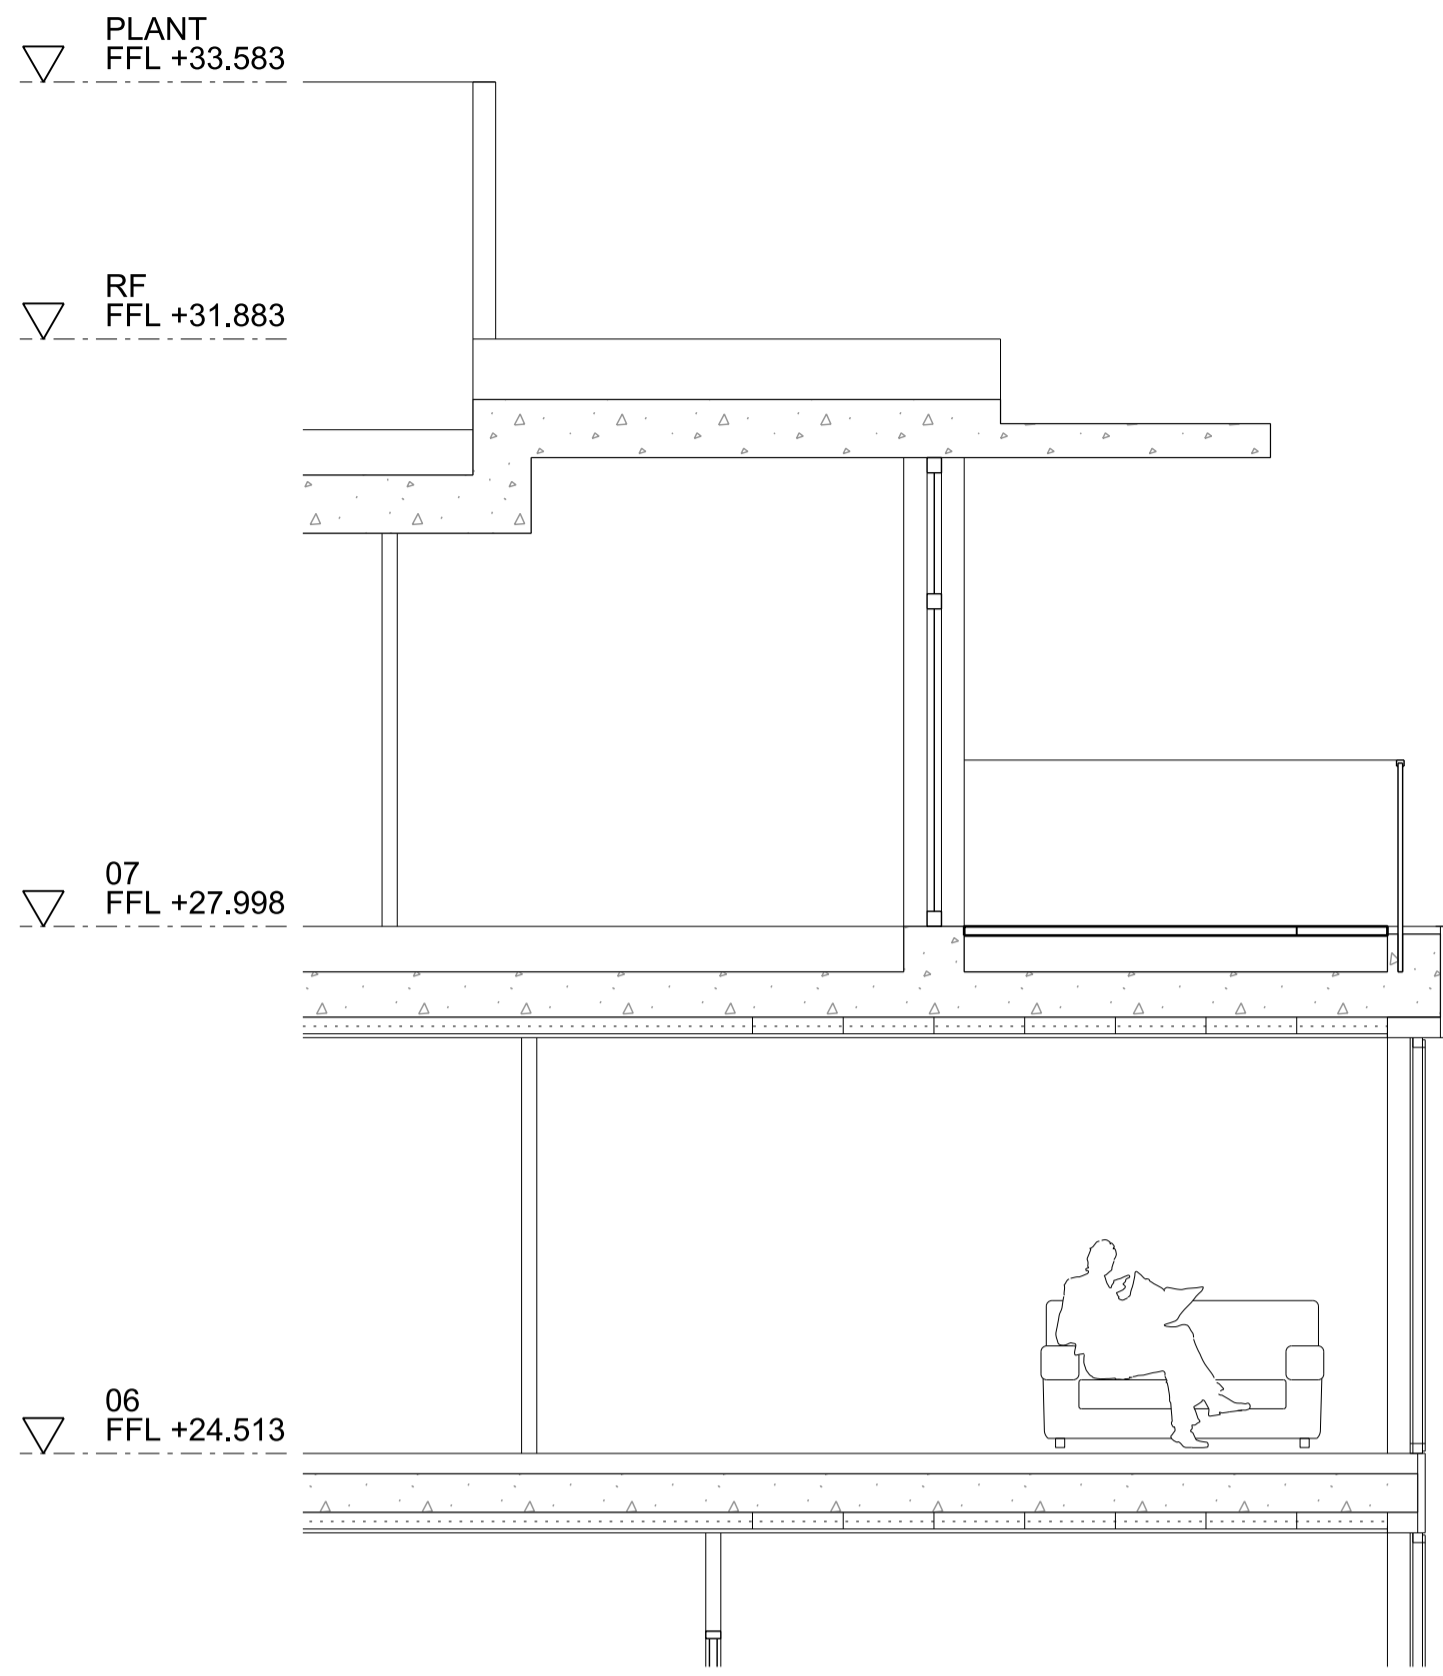 PLANT
FFL +33.583
RF
FFL +31.883
07
FFL +27.998
06
FFL +24.513